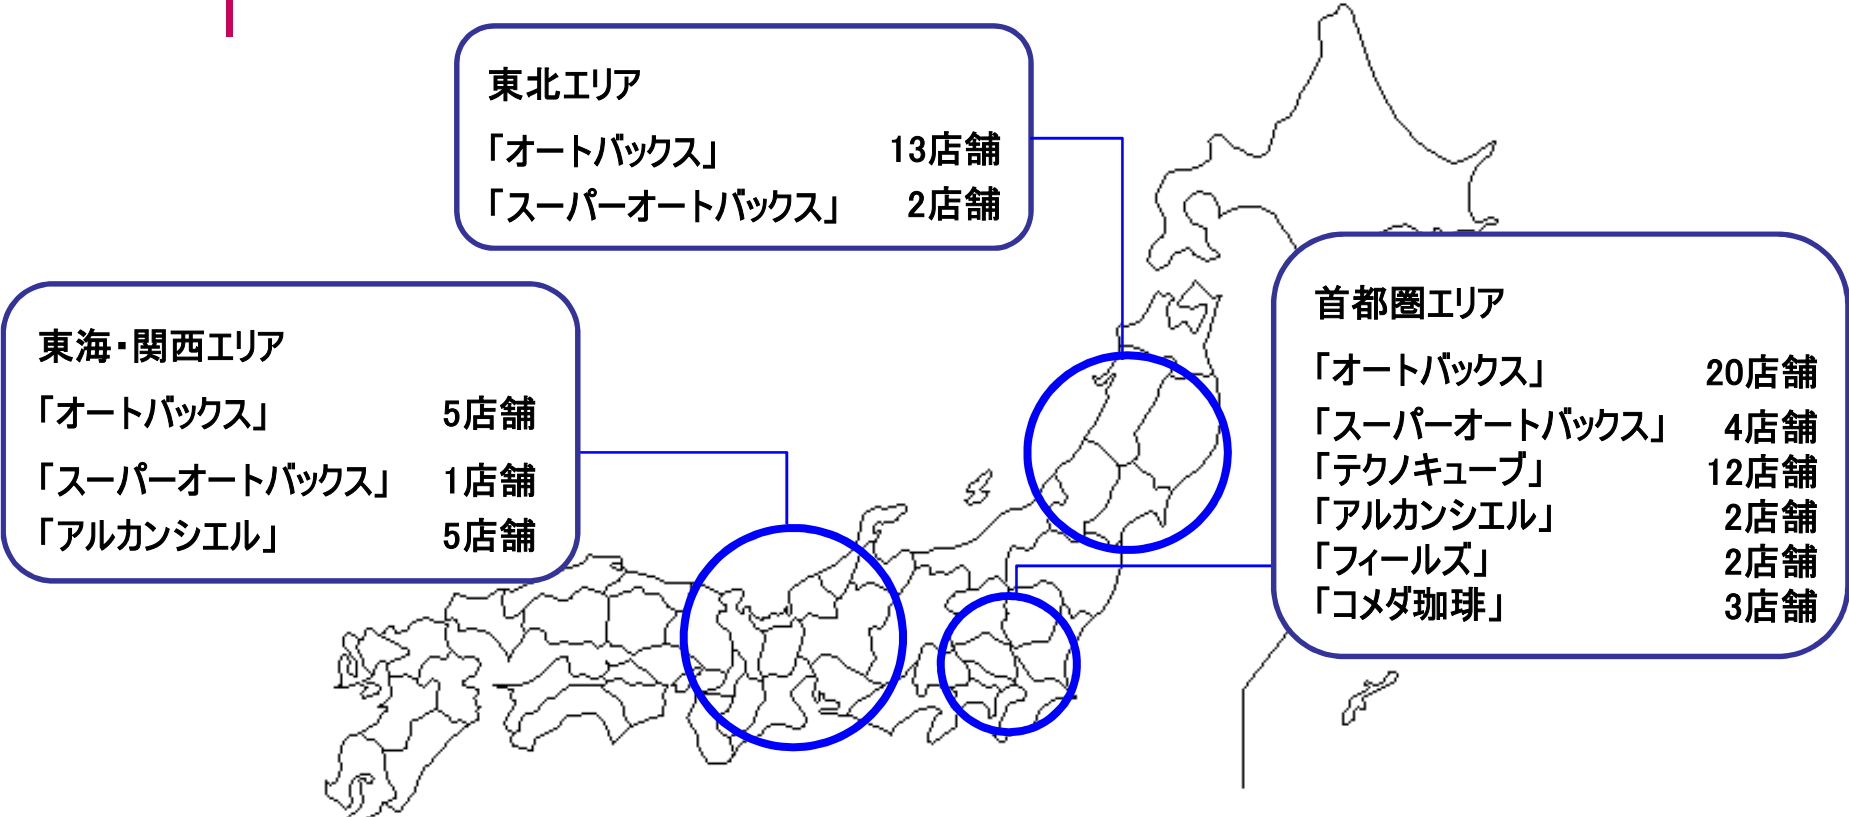 東北エリア
「オートバックス」 13店舗
「スーパーオートバックス」 2店舗
東海・関西エリア
「オートバックス」 5店舗
「スーパーオートバックス」 1店舗
「アルカンシエル」 5店舗
首都圏エリア
「オートバックス」 20店舗
「スーパーオートバックス」 4店舗
「テクノキューブ」 12店舗
「アルカンシエル」 2店舗
「フィールズ」 2店舗
「コメダ珈琲」 3店舗